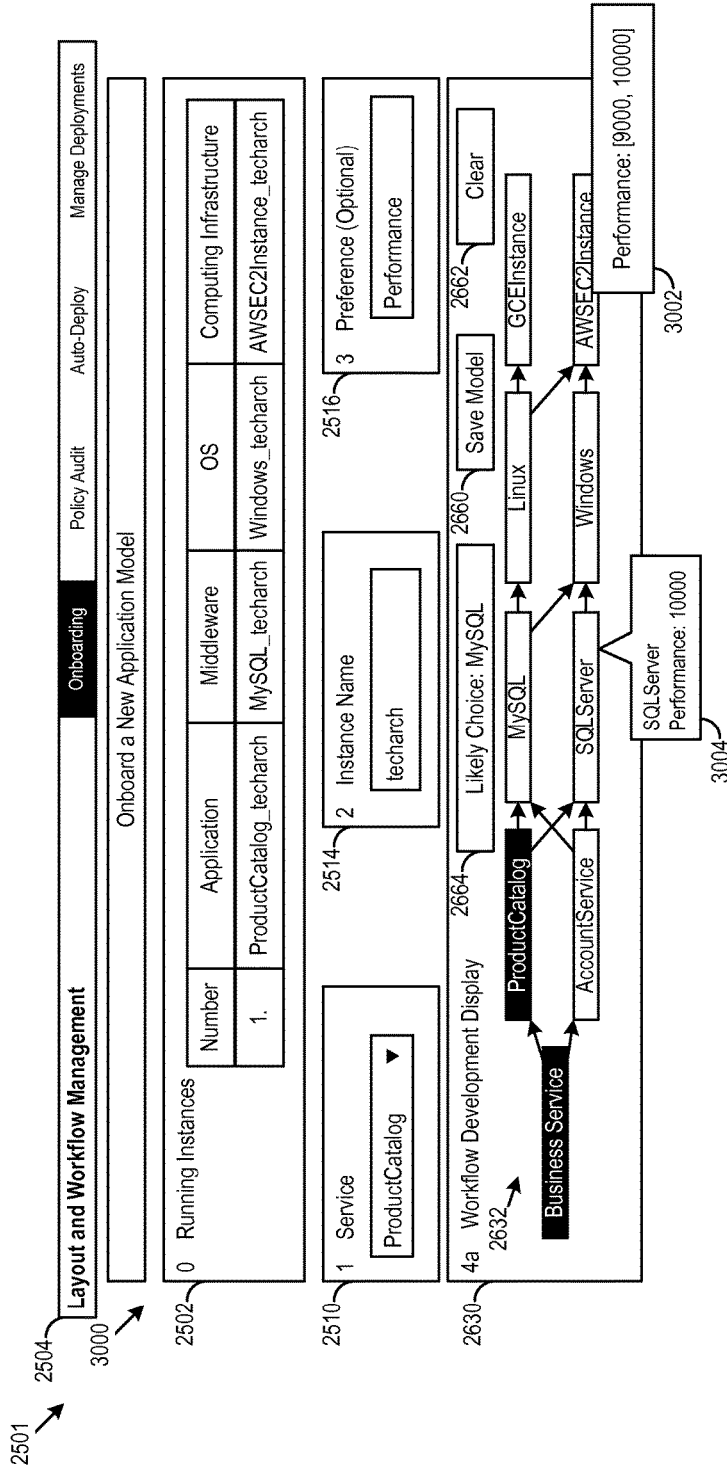 2501
2504
Layout and Workflow Management
Onboarding
Policy Audit
Auto-Deploy
Manage Deployments
3000
Onboard a New Application Model
2502
0 Running Instances
Number Application Middleware OS Computing Infrastructure
1. ProductCatalog_techarch MySQL_techarch Windows_techarch AWSEC2Instance_techarch
2510
1 Service
ProductCatalog ▼
2514
2 Instance Name
techarch
2516
3 Preference (Optional)
Performance
2630
4a Workflow Development Display
2632
2664
Likely Choice: MySQL
2660
Save Model
2662
Clear
Business Service
ProductCatalog
MySQL
Linux
GCEInstance
AccountService
SQLServer
Windows
AWSEC2Instance
Performance: [9000, 10000]
3002
SQLServer
Performance: 10000
3004